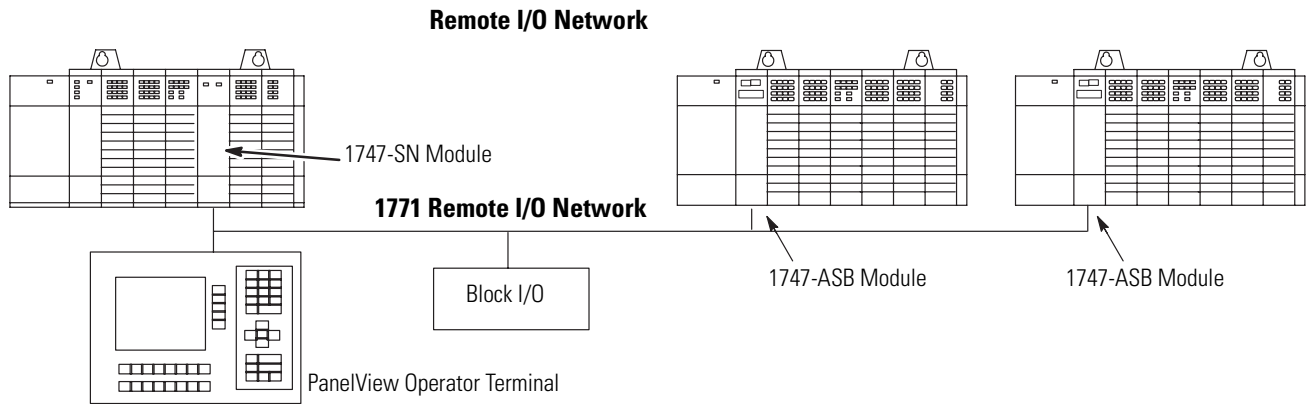 Remote I/O Network
1747-SN Module
1771 Remote I/O Network
1747-ASB Module
1747-ASB Module
Block I/O
PanelView Operator Terminal